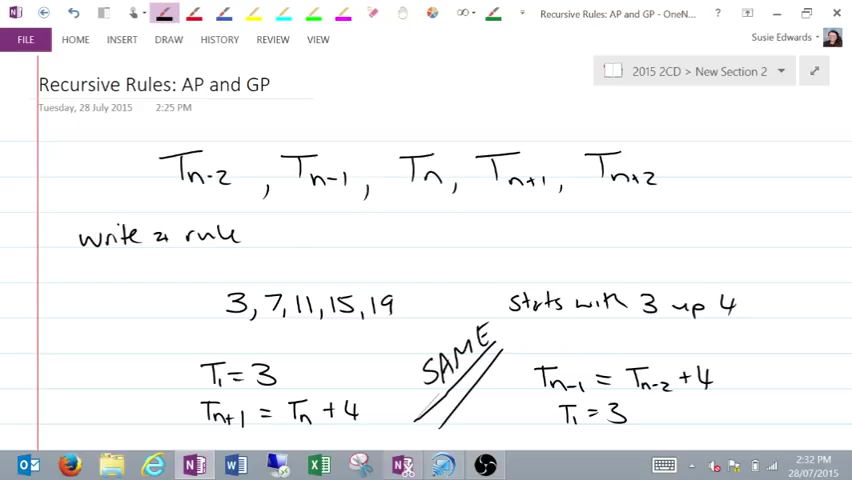 Recursive Rules: AP and GP - OneN...
FILE HOME INSERT DRAW HISTORY REVIEW VIEW
Susie Edwards
2015 2CD > New Section 2
Recursive Rules: AP and GP
Tuesday, 28 July 2015 2:25 PM
Tn-2 , Tn-1 , Tn , Tn+1 , Tn+2
write a rule
3, 7, 11, 15, 19
starts with 3 up 4
SAME
T1 = 3
Tn+1 = Tn + 4
Tn-1 = Tn-2 + 4
T1 = 3
2:32 PM
28/07/2015